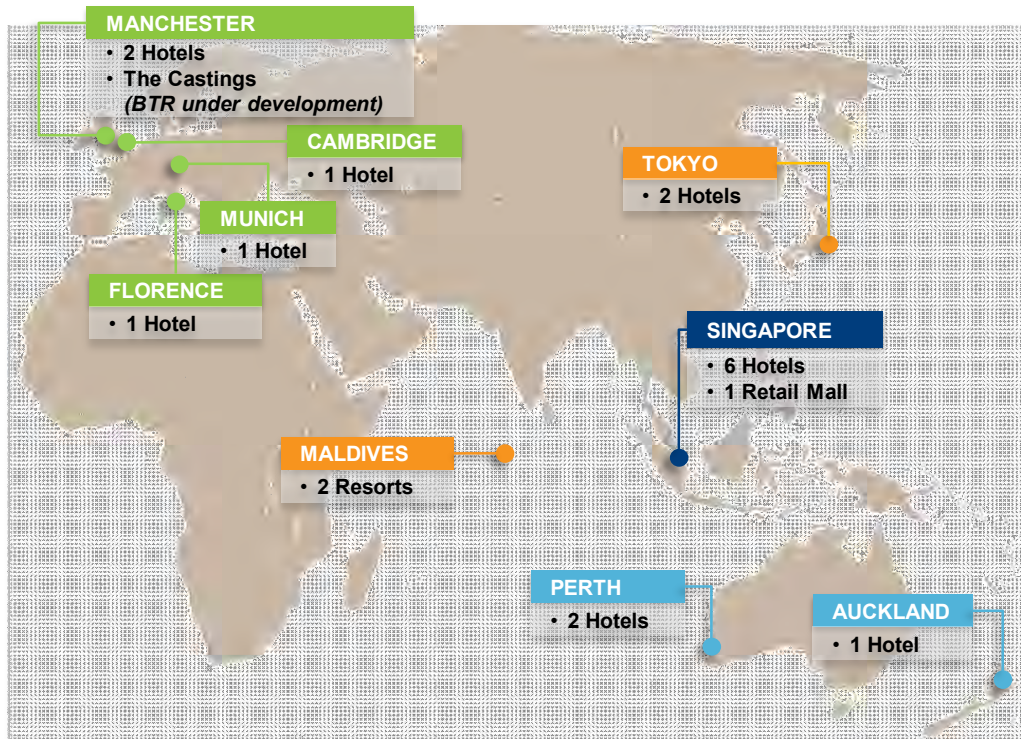 MANCHESTER
• 2 Hotels
• The Castings
(BTR under development)
CAMBRIDGE
• 1 Hotel
MUNICH
• 1 Hotel
FLORENCE
• 1 Hotel
TOKYO
• 2 Hotels
SINGAPORE
• 6 Hotels
• 1 Retail Mall
MALDIVES
• 2 Resorts
PERTH
• 2 Hotels
AUCKLAND
• 1 Hotel